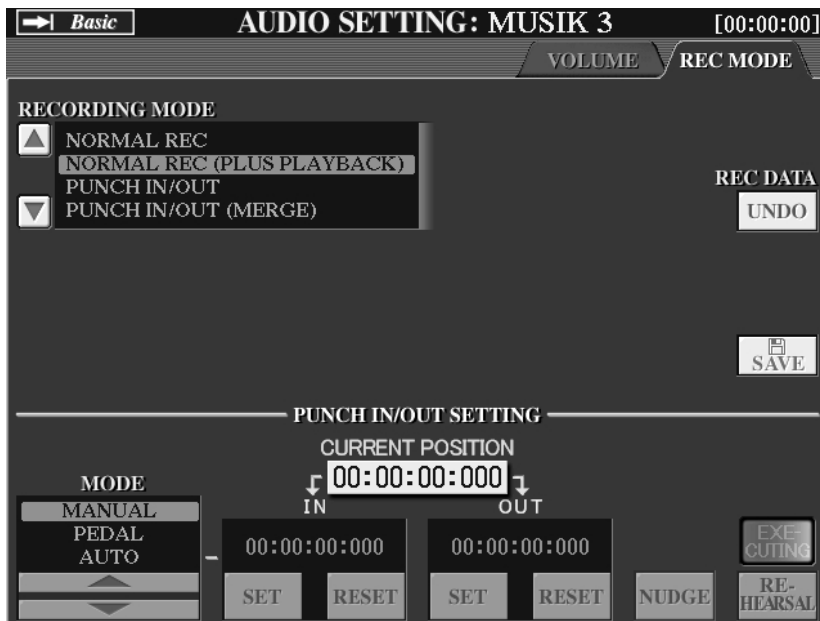 Basic
AUDIO SETTING: MUSIK 3
[00:00:00]
VOLUME
REC MODE
RECORDING MODE
NORMAL REC
NORMAL REC (PLUS PLAYBACK)
PUNCH IN/OUT
PUNCH IN/OUT (MERGE)
REC DATA
UNDO
SAVE
PUNCH IN/OUT SETTING
CURRENT POSITION
00:00:00:000
IN
OUT
MODE
MANUAL
PEDAL
AUTO
00:00:00:000
00:00:00:000
SET
RESET
SET
RESET
NUDGE
EXE-
CUTING
RE-
HEARSAL